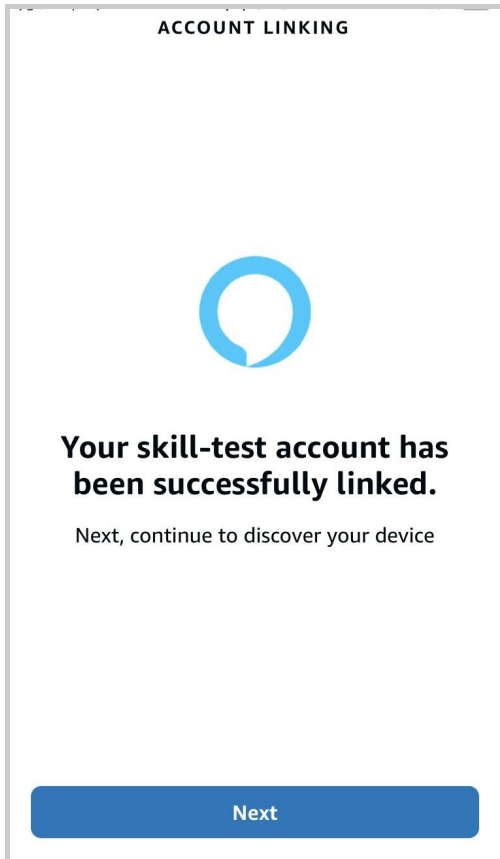 ACCOUNT LINKING
Your skill-test account has
been successfully linked.
Next, continue to discover your device
Next